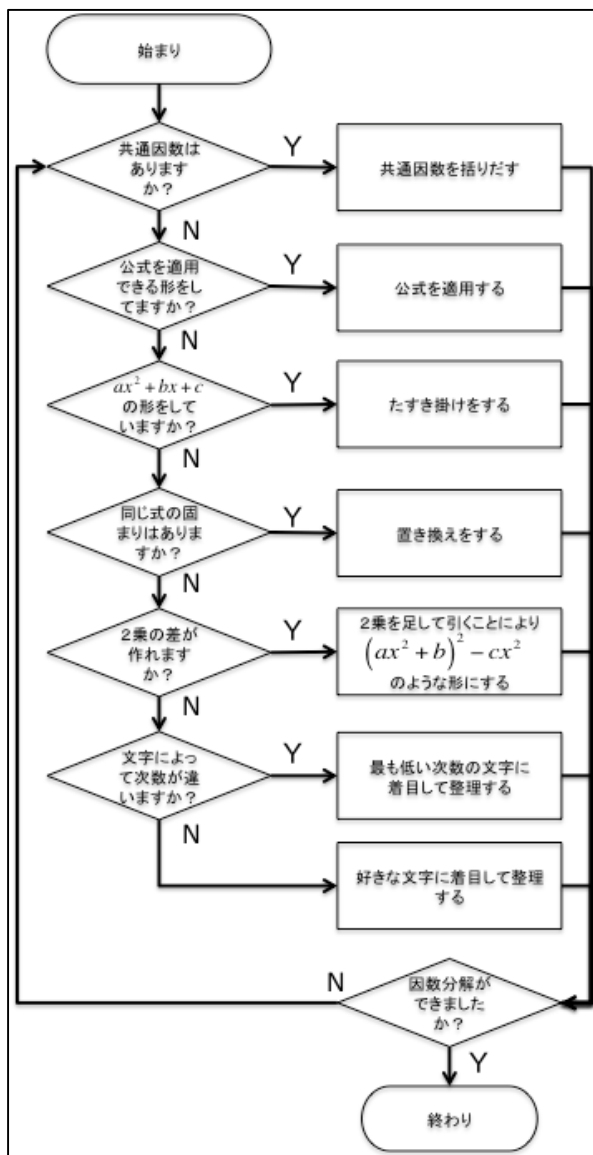 始まり
共通因数は
あります
か？
Y
共通因数を括りだす
N
公式を適用
できる形をし
てますか？
Y
公式を適用する
N
ax² + bx + c
の形をして
いますか？
Y
たすき掛けをする
N
同じ式の固
まりはありま
すか？
Y
置き換えをする
N
２乗の差が
作れます
か？
Y
２乗を足して引くことにより
(ax² + b)² − cx²
のような形にする
N
文字によっ
て次数が違
いますか？
Y
最も低い次数の文字に
着目して整理する
N
好きな文字に着目して整理
する
因数分解が
できました
か？
N
Y
終わり